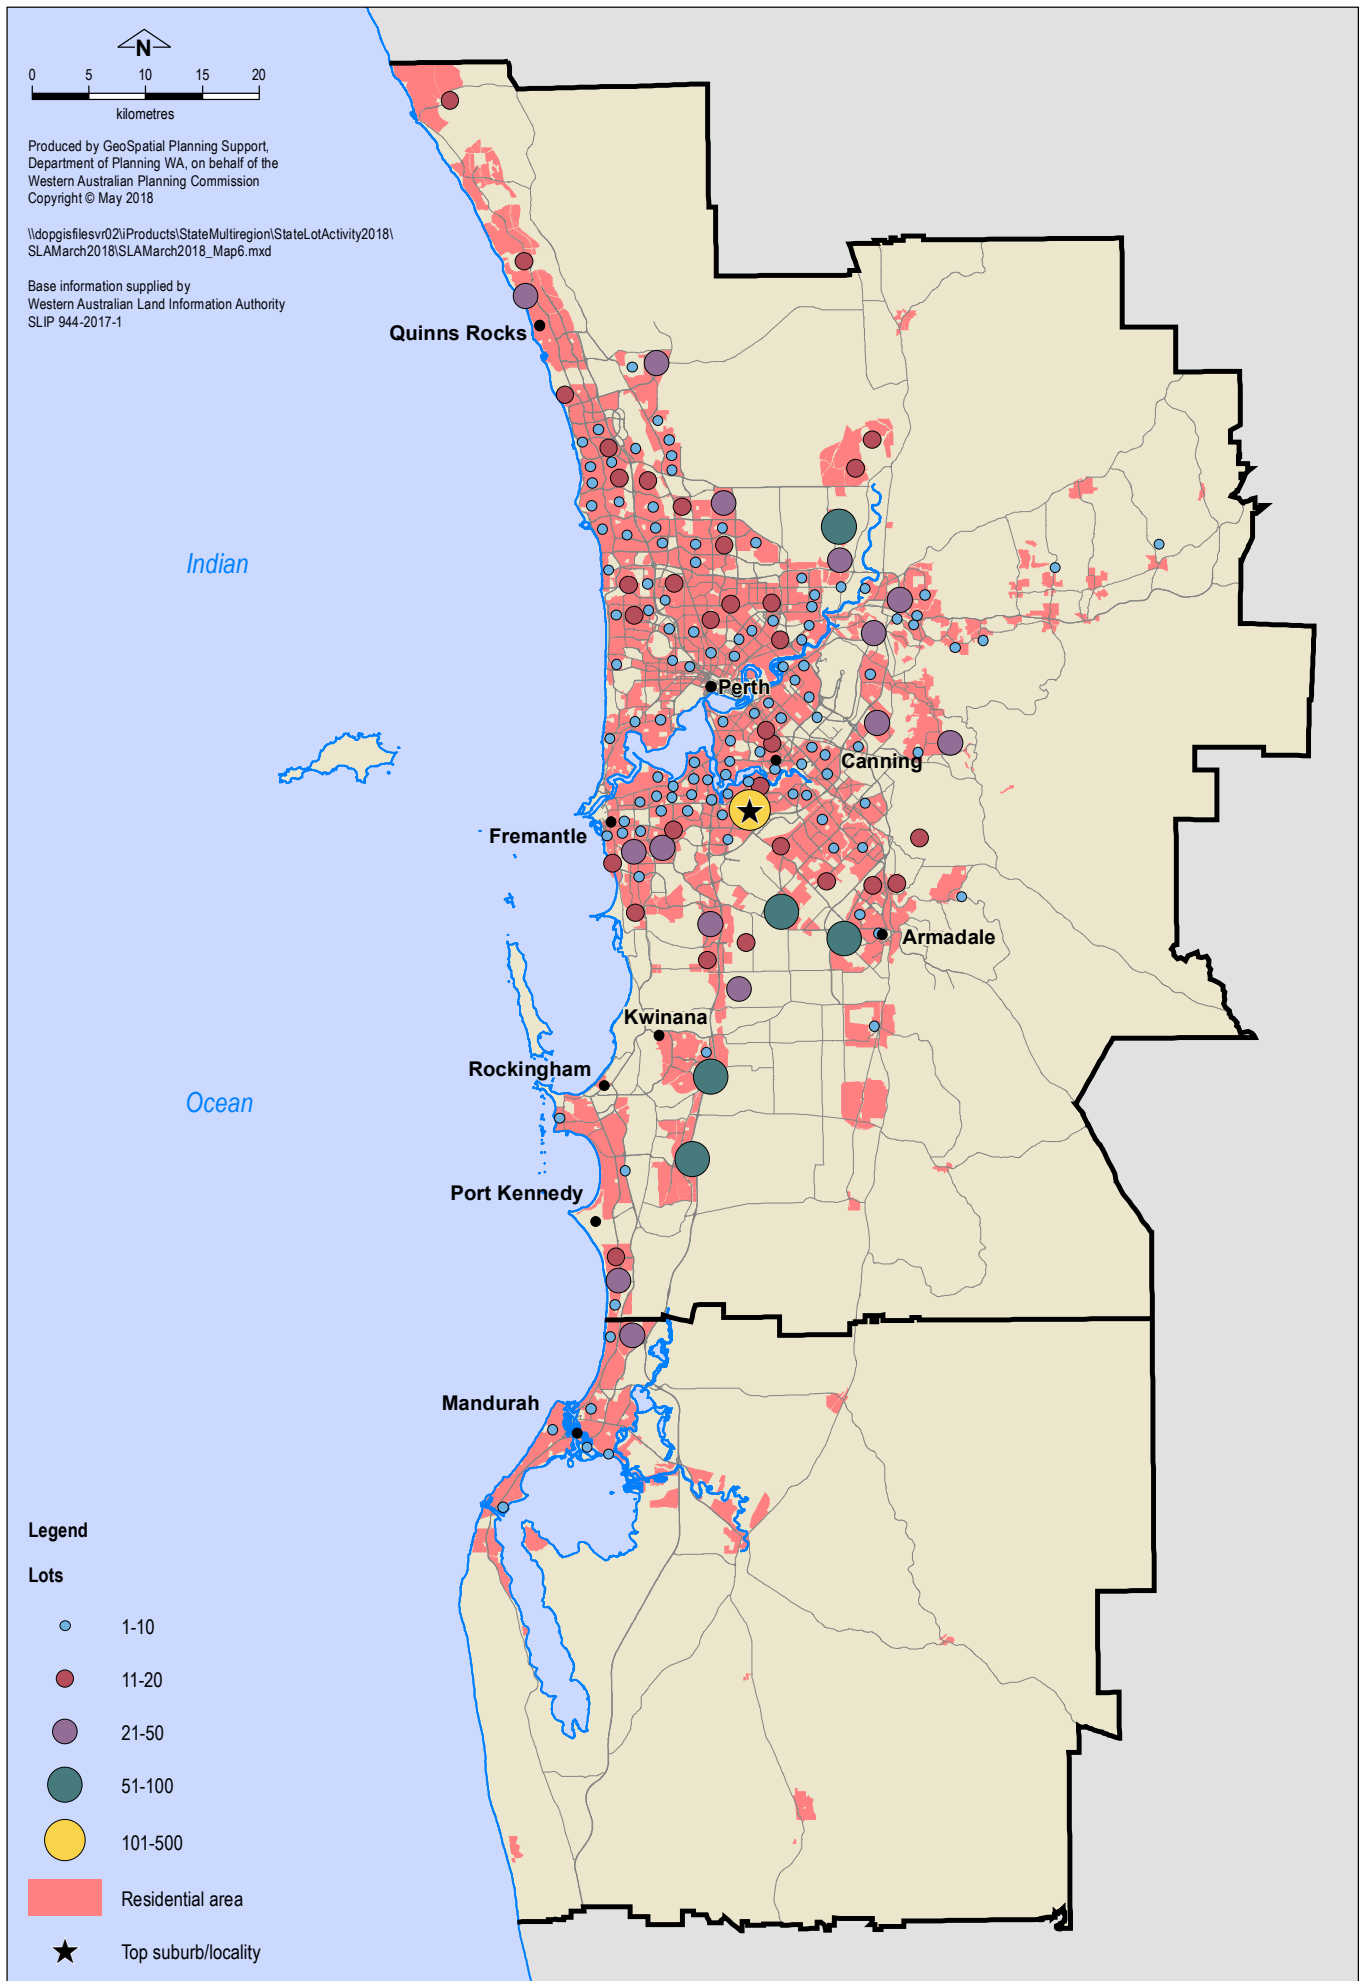 N
0 5 10 15 20
kilometres
Produced by GeoSpatial Planning Support,
Department of Planning WA, on behalf of the
Western Australian Planning Commission
Copyright © May 2018
\\dopgisfilesvr02\iProducts\StateMultiregion\StateLotActivity2018\
SLAMarch2018\SLAMarch2018_Map6.mxd
Base information supplied by
Western Australian Land Information Authority
SLIP 944-2017-1
Quinns Rocks
Indian
Perth
Canning
Fremantle
Armadale
Kwinana
Rockingham
Ocean
Port Kennedy
Mandurah
Legend
Lots
1-10
11-20
21-50
51-100
101-500
Residential area
Top suburb/locality